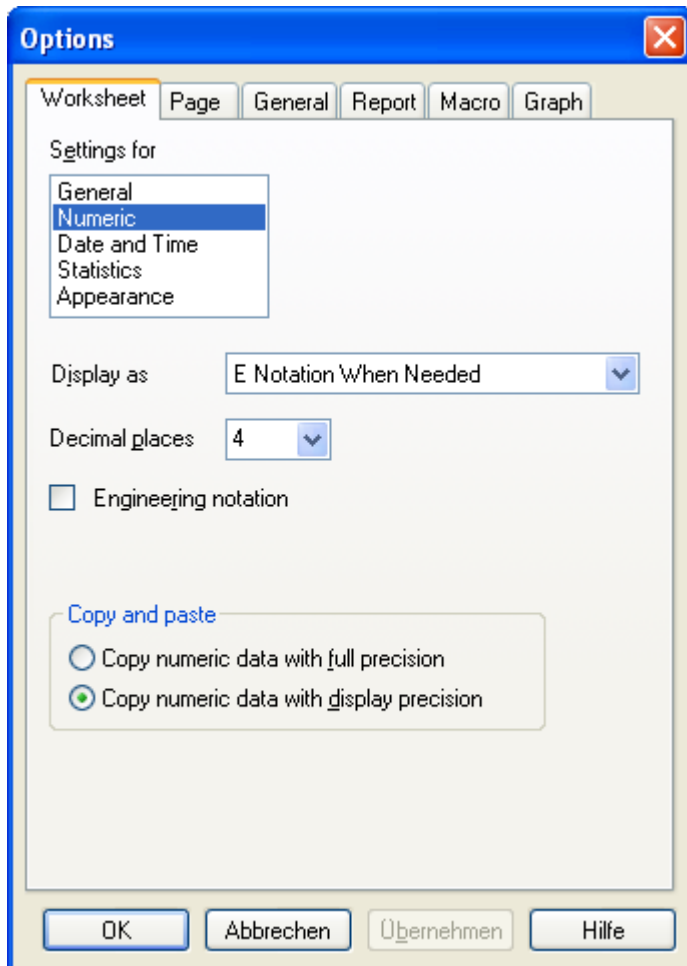 Options
Worksheet Page General Report Macro Graph
Settings for
General
Numeric
Date and Time
Statistics
Appearance
Display as E Notation When Needed
Decimal places 4
Engineering notation
Copy and paste
Copy numeric data with full precision
Copy numeric data with display precision
OK Abbrechen Übernehmen Hilfe